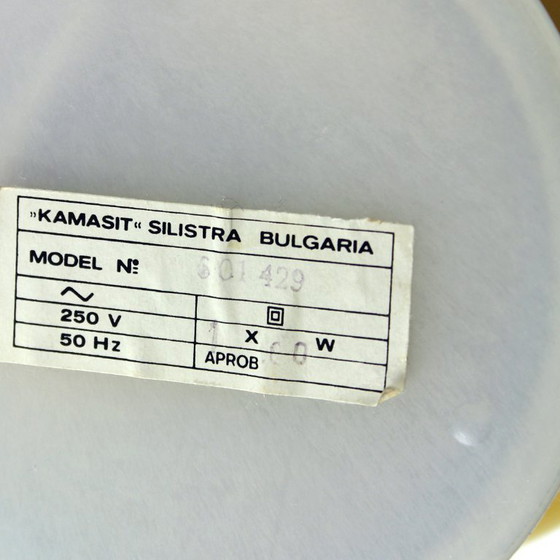 „KAMASIT“ SILISTRA BULGARIA
MODEL № 601 429
∼
250 V
50 Hz
1 X 60 W
APROB